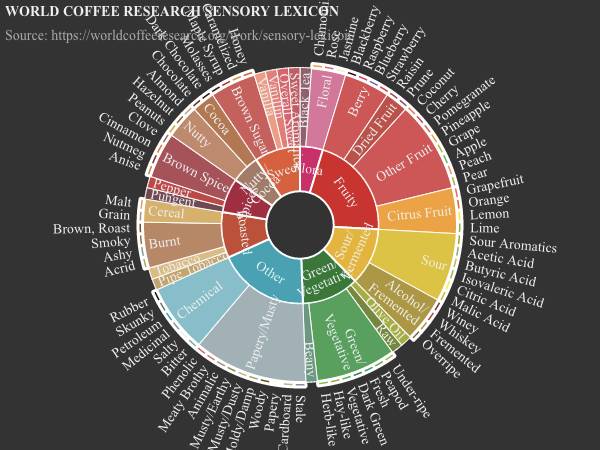 WORLD COFFEE RESEARCH SENSORY LEXICON
Source: https://worldcoffeeresearch.org/work/sensory-lexicon
Floral
Fruity
Sour/
Fermented
Green/
Vegetative
Other
Roasted
Spices
Nutty/
Cocoa
Sweet
Black Tea
Floral
Berry
Dried Fruit
Other Fruit
Citrus Fruit
Sour
Alcohol/
Fermented
Olive Oil
Raw
Green/
Vegetative
Beany
Papery/Musty
Chemical
Pipe Tobacco
Tobacco
Burnt
Cereal
Pungent
Pepper
Brown Spice
Nutty
Cocoa
Brown Sugar
Vanilla
Chamomile
Rose
Jasmine
Blackberry
Raspberry
Blueberry
Strawberry
Raisin
Prune
Coconut
Cherry
Pomegranate
Pineapple
Grape
Apple
Peach
Pear
Grapefruit
Orange
Lemon
Lime
Sour Aromatics
Acetic Acid
Butyric Acid
Isovaleric Acid
Citric Acid
Malic Acid
Winey
Whiskey
Fremented
Overripe
Under-ripe
Peapod
Fresh
Dark Green
Vegetative
Hay-like
Herb-like
Stale
Cardboard
Papery
Woody
Moldy/Damp
Musty/Dusty
Musty/Earthy
Animalic
Meaty Brothy
Phenolic
Bitter
Salty
Medicinal
Petroleum
Skunky
Rubber
Acrid
Ashy
Smoky
Brown, Roast
Grain
Malt
Anise
Nutmeg
Cinnamon
Clove
Peanuts
Hazelnut
Almond
Chocolate
Dark Chocolate
Molasses
Maple Syrup
Caramelized
Honey